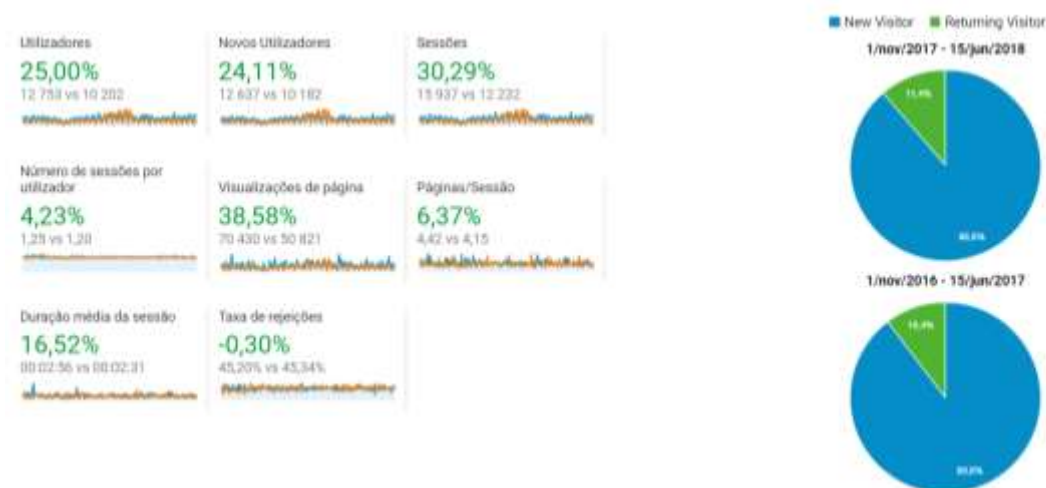 New Visitor
Returning Visitor
1/nov/2017 - 15/jun/2018
Utilizadores
25,00%
12 753 vs 10 202
Novos Utilizadores
24,11%
12 637 vs 10 182
Sessões
30,29%
15 937 vs 12 232
Número de sessões por
utilizador
4,23%
1,25 vs 1,20
Visualizações de página
38,58%
70 430 vs 50 821
Páginas/Sessão
6,37%
4,42 vs 4,15
1/nov/2016 - 15/jun/2017
Duração média da sessão
16,52%
00:02:56 vs 00:02:31
Taxa de rejeições
-0,30%
45,20% vs 45,34%